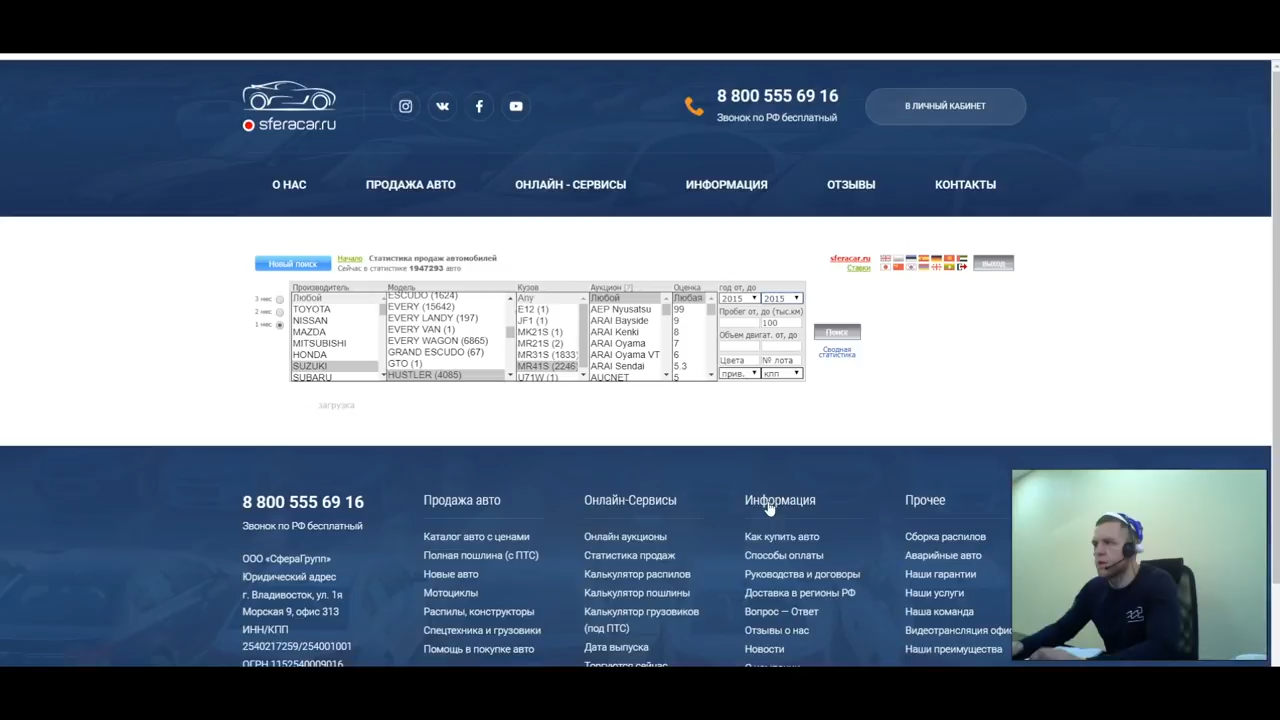 8 800 555 69 16
Звонок по РФ бесплатный
В ЛИЧНЫЙ КАБИНЕТ
sferacar.ru
О НАС
ПРОДАЖА АВТО
ОНЛАЙН - СЕРВИСЫ
ИНФОРМАЦИЯ
ОТЗЫВЫ
КОНТАКТЫ
Новый поиск
Начало
Статистика продаж автомобилей
Сейчас в статистике 1947293 авто
sferacar.ru
Ставки
выход
3 мес
2 мес
1 мес
Производитель
Любой
TOYOTA
NISSAN
MAZDA
MITSUBISHI
HONDA
SUZUKI
SUBARU
Модель
ESCUDO (1624)
EVERY (15642)
EVERY LANDY (197)
EVERY VAN (1)
EVERY WAGON (6865)
GRAND ESCUDO (67)
GTO (1)
HUSTLER (4085)
Кузов
Any
E12 (1)
JF1 (1)
MK21S (1)
MR21S (2)
MR31S (1833)
MR41S (2246)
U71W (1)
Аукцион [?]
Любой
AEP Nyusatsu
ARAI Bayside
ARAI Kenki
ARAI Oyama
ARAI Oyama VT
ARAI Sendai
AUCNET
Оценка
Любая
99
9
8
7
6
5.3
5
год от, до
2015
2015
Пробег от, до (тыс.км)
100
Объем двигат. от, до
Цвета
№ лота
прив.
кпп
Поиск
Сводная
статистика
загрузка
8 800 555 69 16
Звонок по РФ бесплатный
ООО «СфераГрупп»
Юридический адрес
г. Владивосток, ул. 1я
Морская 9, офис 313
ИНН/КПП
2540217259/254001001
ОГРН 1152540009016
Продажа авто
Каталог авто с ценами
Полная пошлина (с ПТС)
Новые авто
Мотоциклы
Распилы, конструкторы
Спецтехника и грузовики
Помощь в покупке авто
Онлайн-Сервисы
Онлайн аукционы
Статистика продаж
Калькулятор распилов
Калькулятор пошлины
Калькулятор грузовиков
(под ПТС)
Дата выпуска
Торгуются сейчас
Информация
Как купить авто
Способы оплаты
Руководства и договоры
Доставка в регионы РФ
Вопрос — Ответ
Отзывы о нас
Новости
О компании
Прочее
Сборка распилов
Аварийные авто
Наши гарантии
Наши услуги
Наша команда
Видеотрансляция офис
Наши преимущества